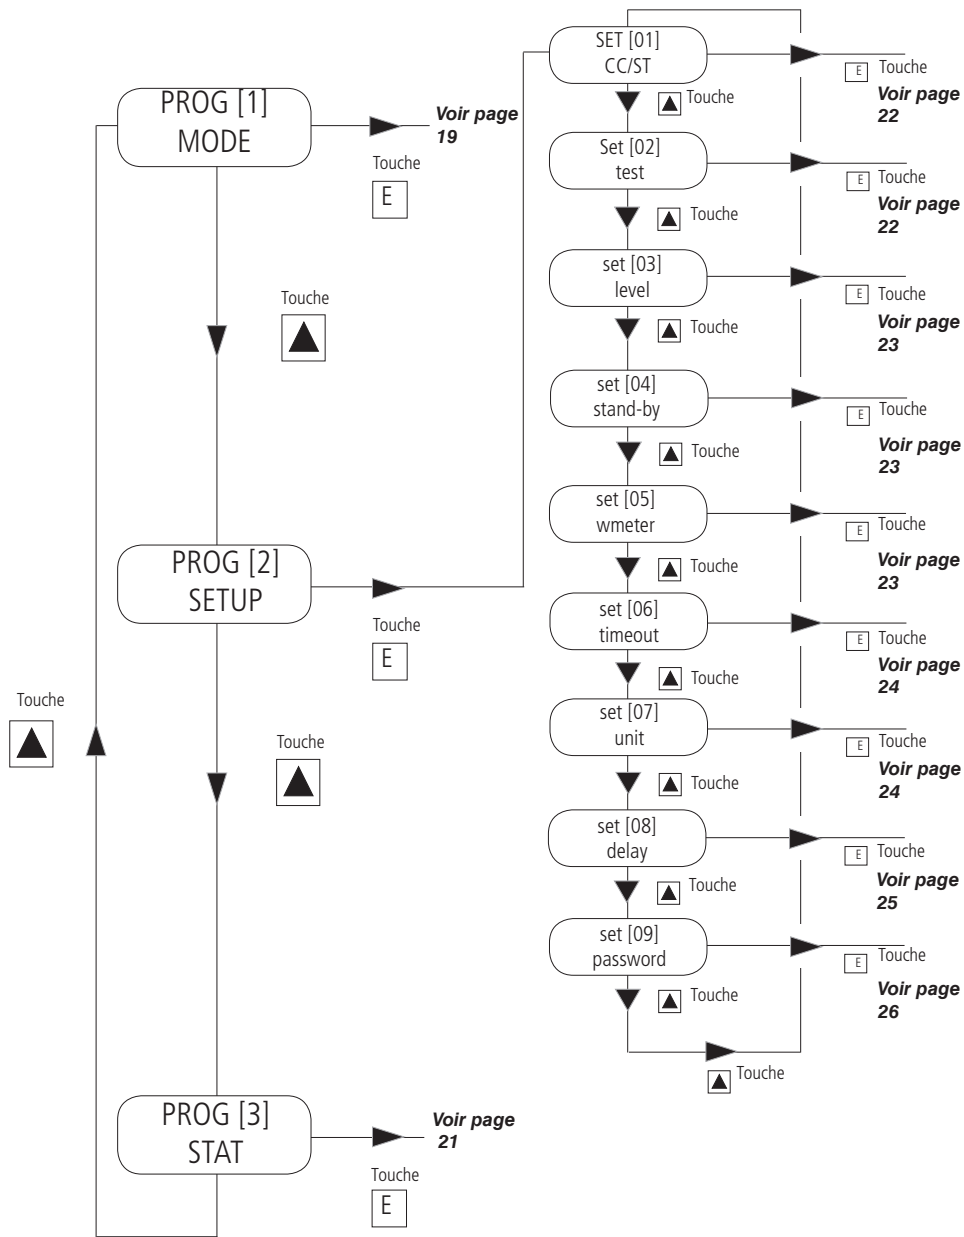 PROG [1]
MODE
Voir page
19
Touche
E
Touche
PROG [2]
SETUP
Touche
E
Touche
Touche
PROG [3]
STAT
Voir page
21
Touche
E
SET [01]
CC/ST
E Touche
Voir page
22
Touche
Set [02]
test
E Touche
Voir page
22
Touche
set [03]
level
E Touche
Voir page
23
Touche
set [04]
stand-by
E Touche
Voir page
23
Touche
set [05]
wmeter
E Touche
Voir page
23
Touche
set [06]
timeout
E Touche
Voir page
24
Touche
set [07]
unit
E Touche
Voir page
24
Touche
set [08]
delay
E Touche
Voir page
25
Touche
set [09]
password
E Touche
Voir page
26
Touche
Touche